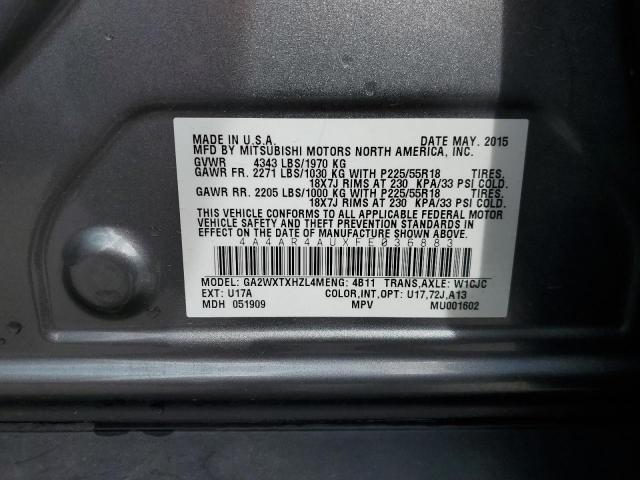 MADE IN U.S.A. DATE MAY. 2015
MFD BY MITSUBISHI MOTORS NORTH AMERICA, INC.
GVWR 4343 LBS/1970 KG
GAWR FR. 2271 LBS/1030 KG WITH P225/55R18 TIRES.
18X7J RIMS AT 230 KPA/33 PSI COLD.
GAWR RR. 2205 LBS/1000 KG WITH P225/55R18 TIRES.
18X7J RIMS AT 230 KPA/33 PSI COLD.
THIS VEHICLE CONFORMS TO ALL APPLICABLE FEDERAL MOTOR
VEHICLE SAFETY AND THEFT PREVENTION STANDARDS IN
EFFECT ON THE DATE OF MANUFACTURE SHOWN ABOVE.
4A4AR4AUXFE036883
MODEL: GA2WXTXHZL4MENG: 4B11 TRANS,AXLE: W1CJC
EXT: U17A COLOR,INT,OPT: U17,72J,A13
MDH 051909 MPV MU001602